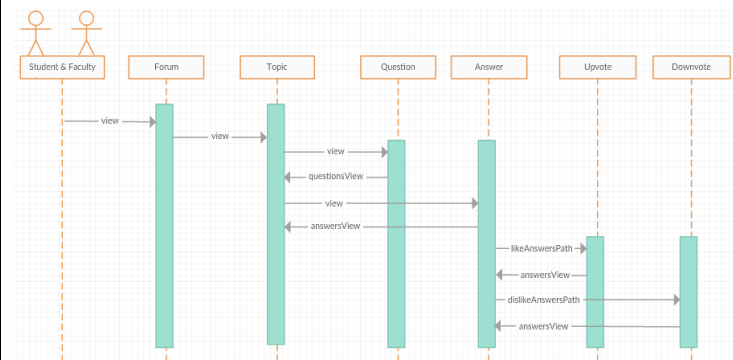 Student & Faculty
Forum
Topic
Question
Answer
Upvote
Downvote
view
view
view
questionsView
view
answersView
likeAnswersPath
answersView
dislikeAnswersPath
answersView